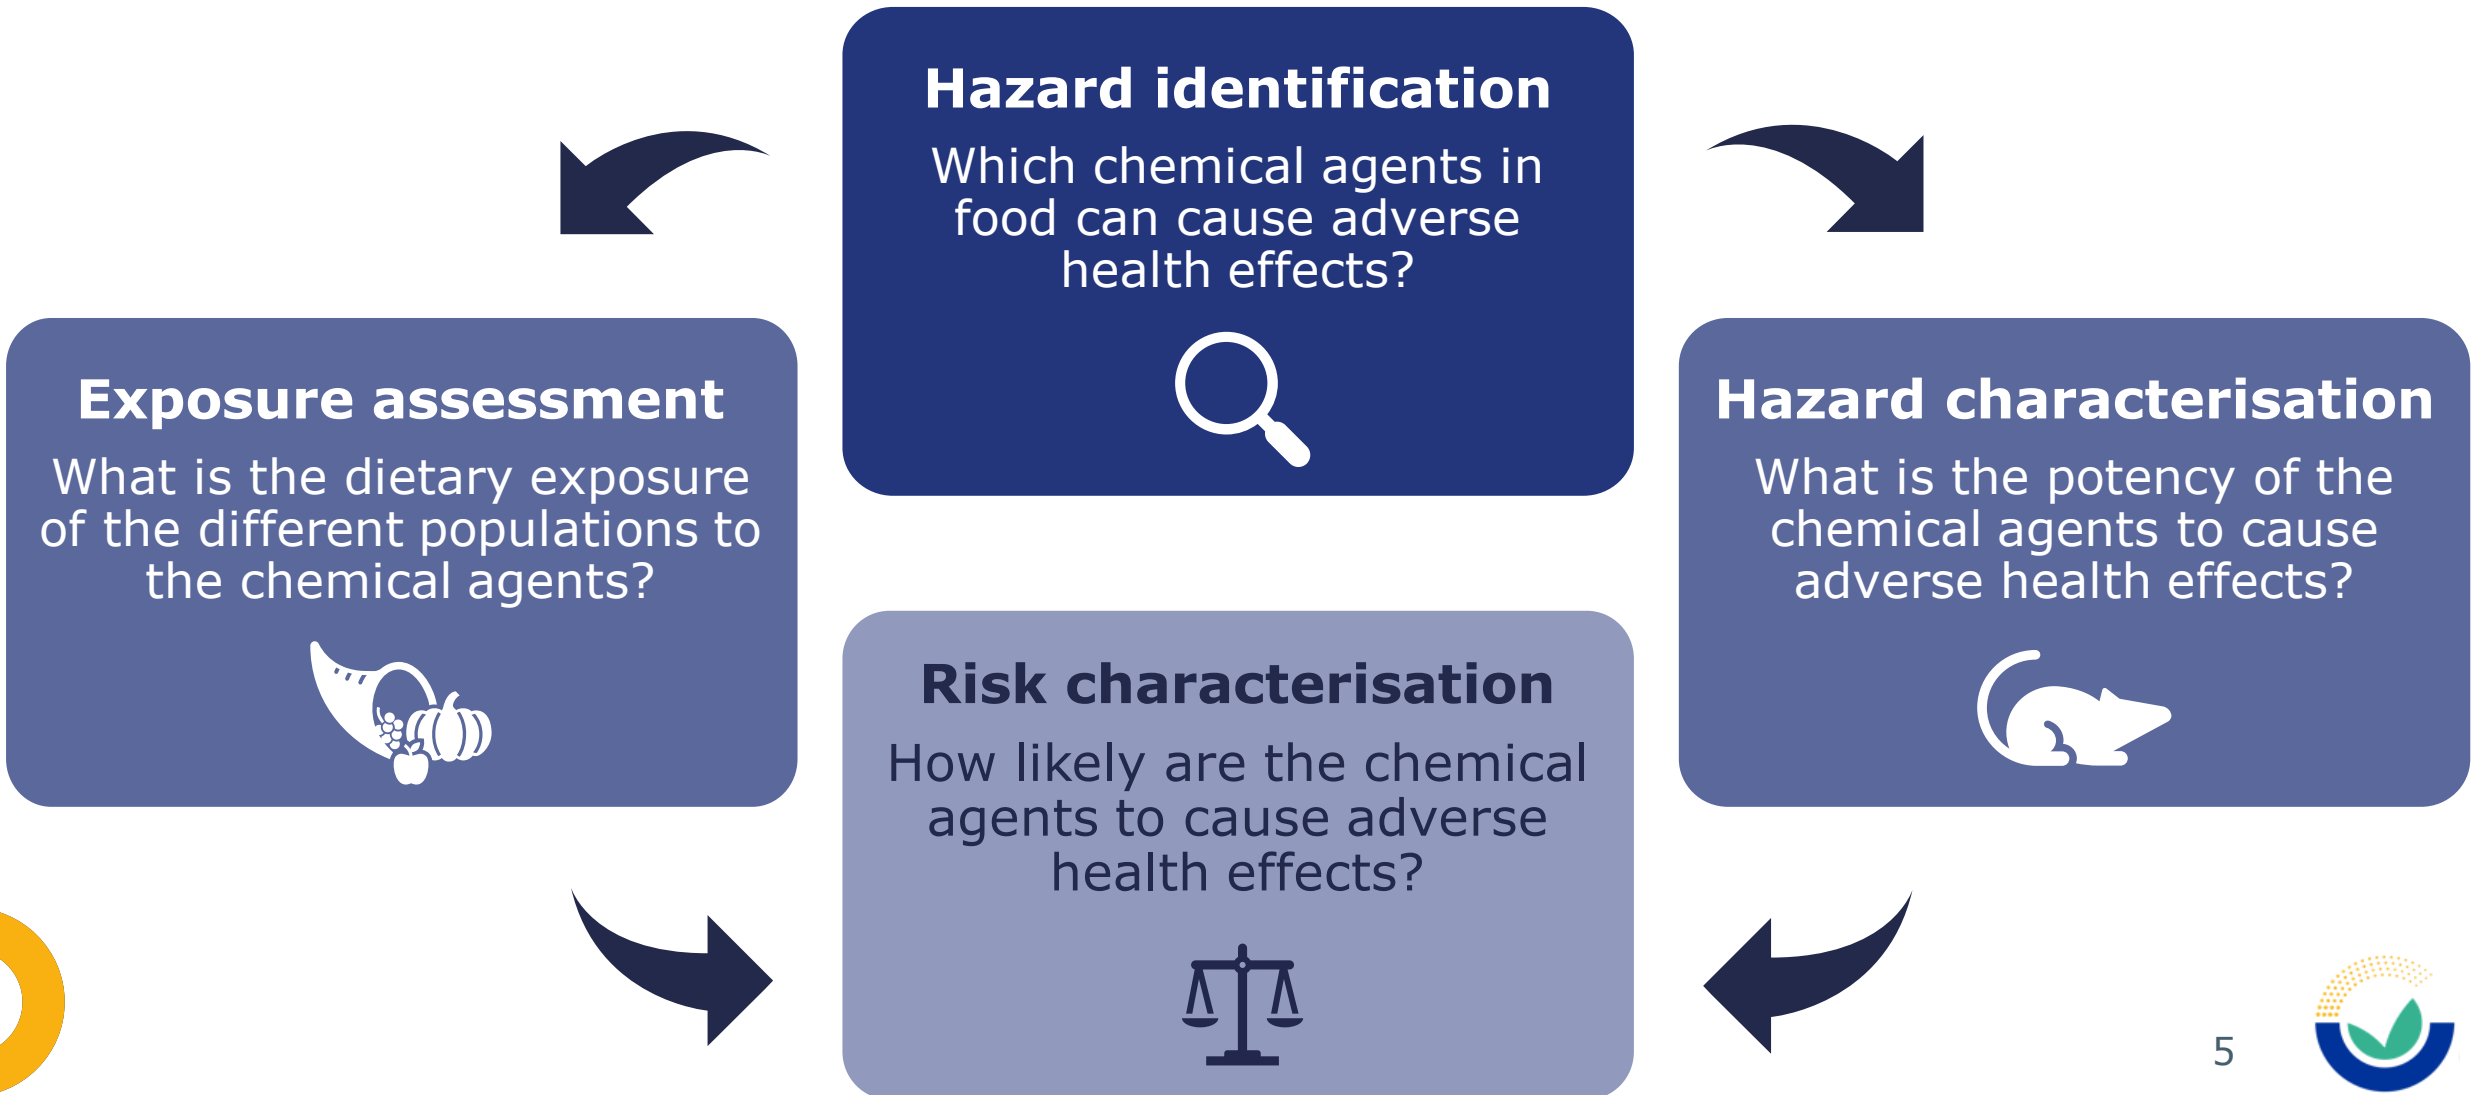 Hazard identification
Which chemical agents in
food can cause adverse
health effects?
Exposure assessment
What is the dietary exposure
of the different populations to
the chemical agents?
Hazard characterisation
What is the potency of the
chemical agents to cause
adverse health effects?
Risk characterisation
How likely are the chemical
agents to cause adverse
health effects?
5